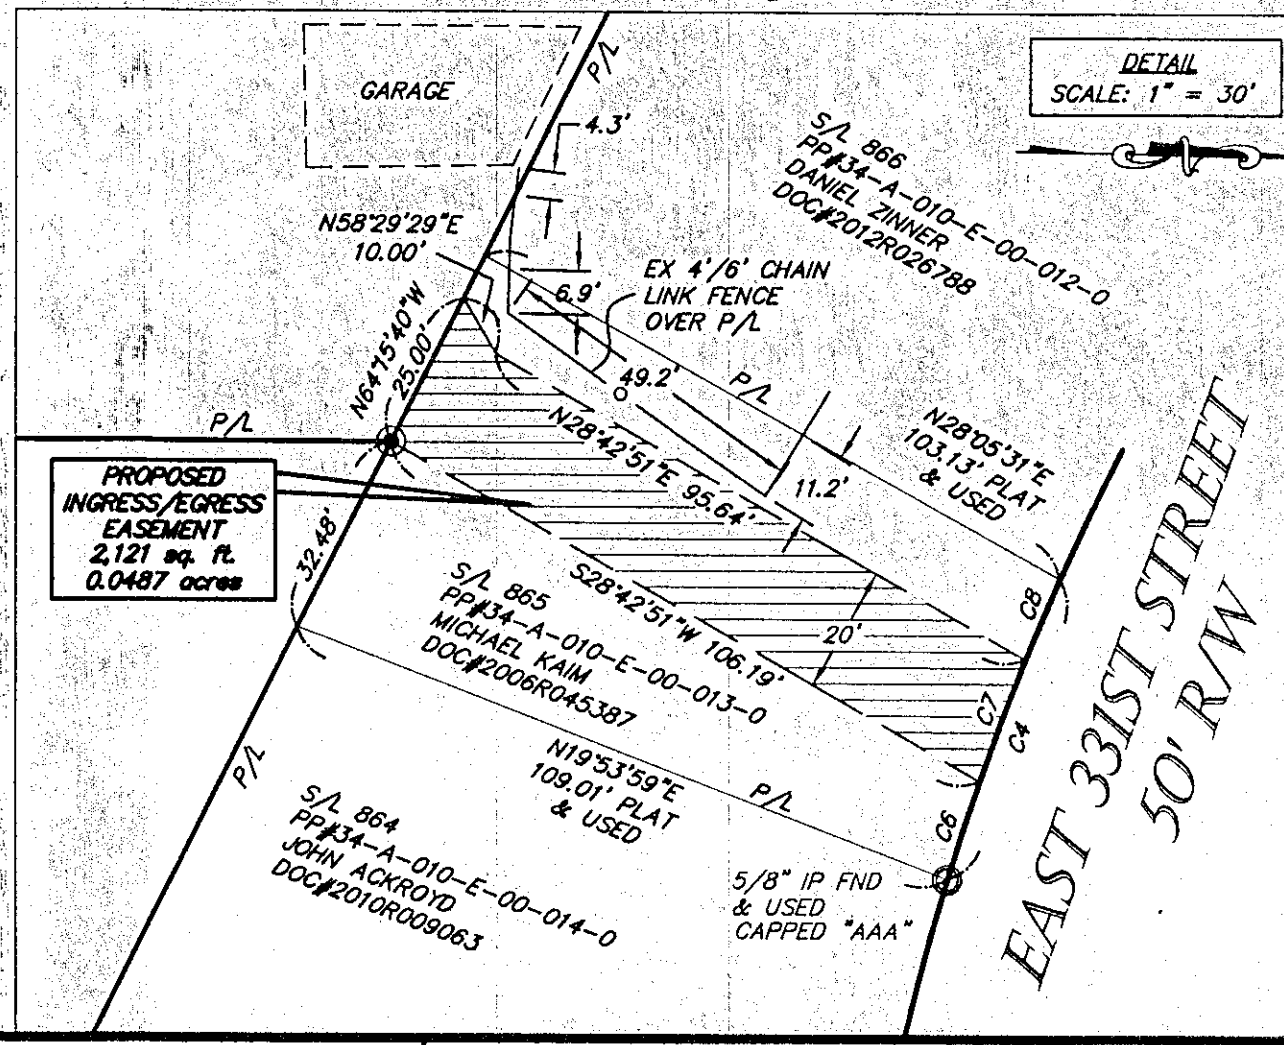 DETAIL
SCALE: 1" = 30'
GARAGE
P/L
4.3'
S/L 866
PP#34-A-010-E-00-012-0
DANIEL ZINNER
DOC#2012R026788
N58°29'29"E
10.00'
EX 4'/6' CHAIN
LINK FENCE
OVER P/L
6.9'
N64°15'40"W
25.00'
49.2'
P/L
P/L
N28°42'51"E 95.64'
N28°05'31"E
103.13' PLAT
& USED
11.2'
PROPOSED
INGRESS/EGRESS
EASEMENT
2,121 sq. ft.
0.0487 acres
32.48'
S/L 865
PP#34-A-010-E-00-013-0
MICHAEL KAIM
DOC#2006R045387
S28°42'51"W 106.19'
20'
C8
C7
C4
C6
EAST 331ST STREET
50' R/W
N19°53'59"E
109.01' PLAT
& USED
P/L
P/L
S/L 864
PP#34-A-010-E-00-014-0
JOHN ACKROYD
DOC#2010R009063
5/8" IP FND
& USED
CAPPED "AAA"